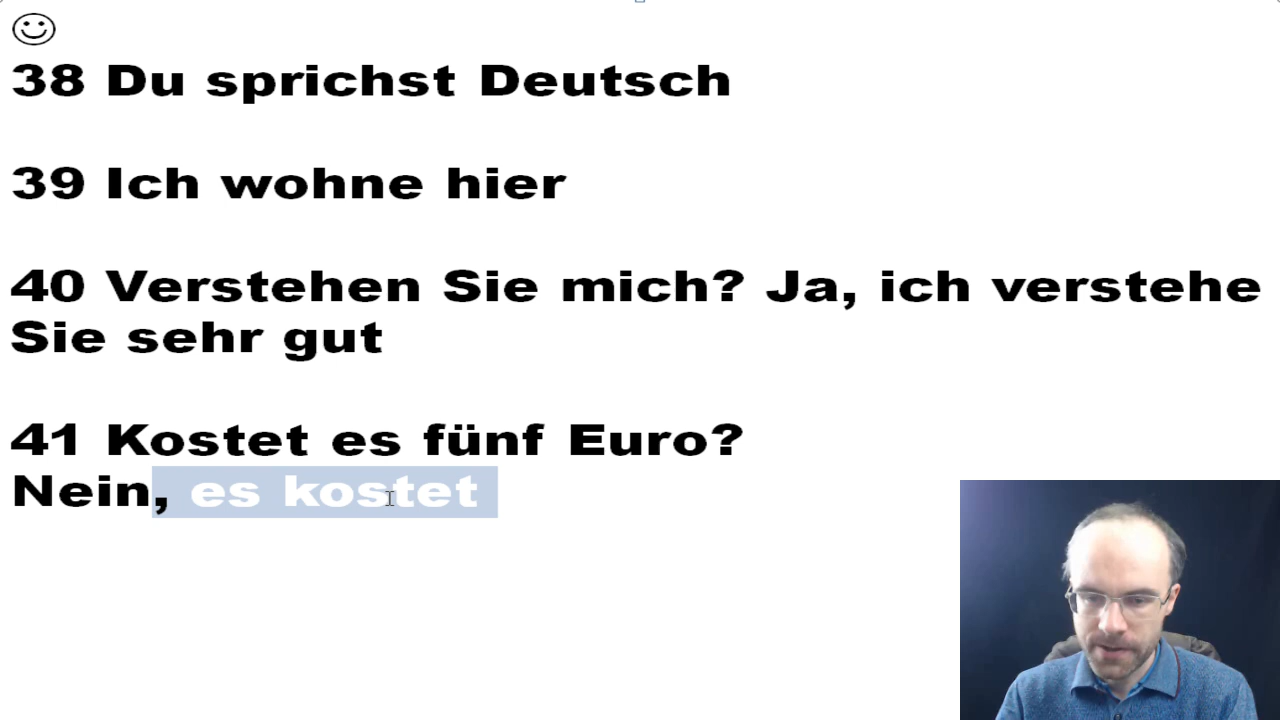 38 Du sprichst Deutsch
39 Ich wohne hier
40 Verstehen Sie mich? Ja, ich verstehe
Sie sehr gut
41 Kostet es fünf Euro?
Nein, es kostet